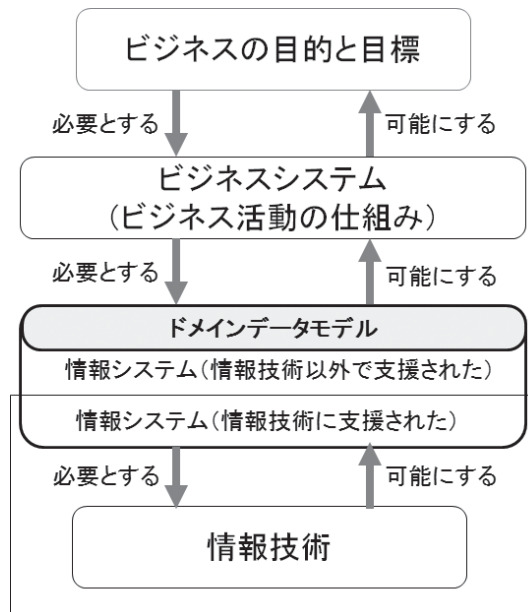 ビジネスの目的と目標
必要とする
可能にする
ビジネスシステム
(ビジネス活動の仕組み)
必要とする
可能にする
ドメインデータモデル
情報システム(情報技術以外で支援された)
情報システム(情報技術に支援された)
必要とする
可能にする
情報技術